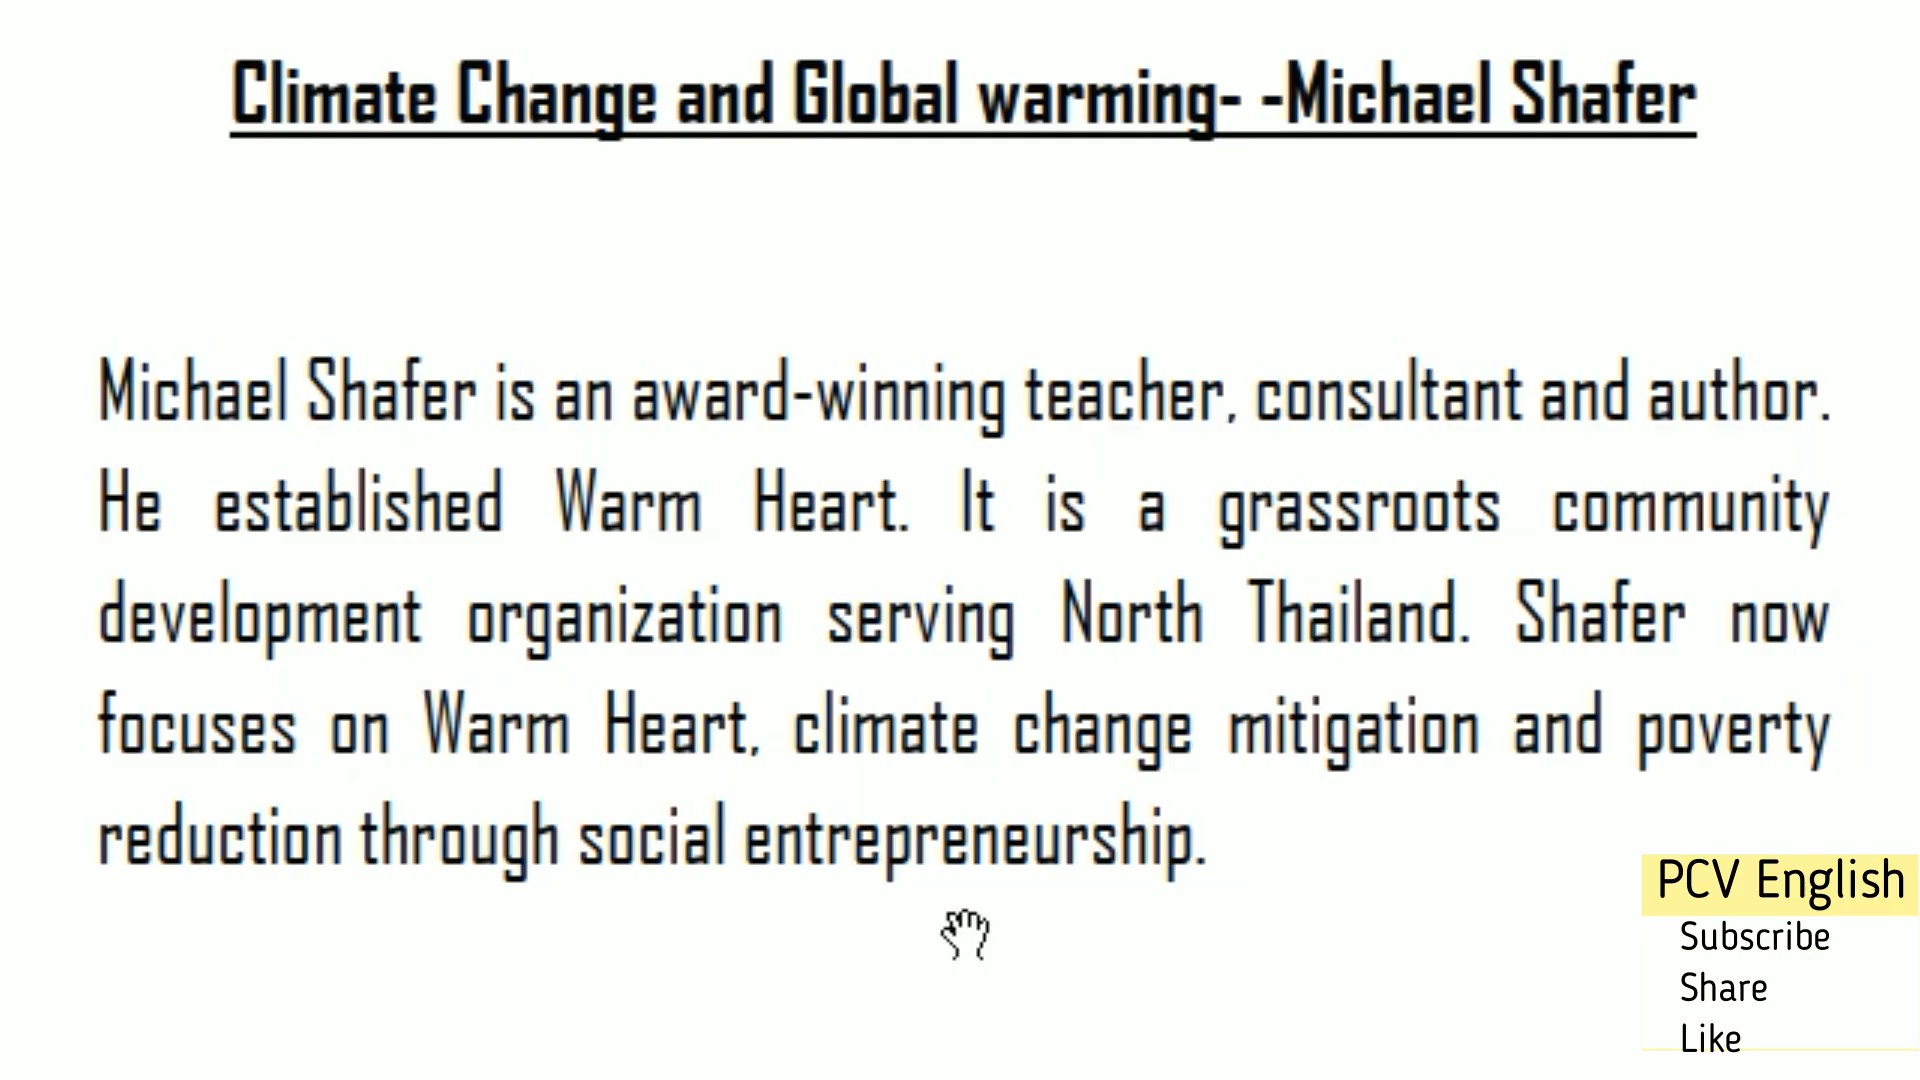 Climate Change and Global warming- -Michael Shafer
Michael Shafer is an award-winning teacher, consultant and author.
He established Warm Heart. It is a grassroots community
development organization serving North Thailand. Shafer now
focuses on Warm Heart, climate change mitigation and poverty
reduction through social entrepreneurship.
PCV English
Subscribe
Share
Like